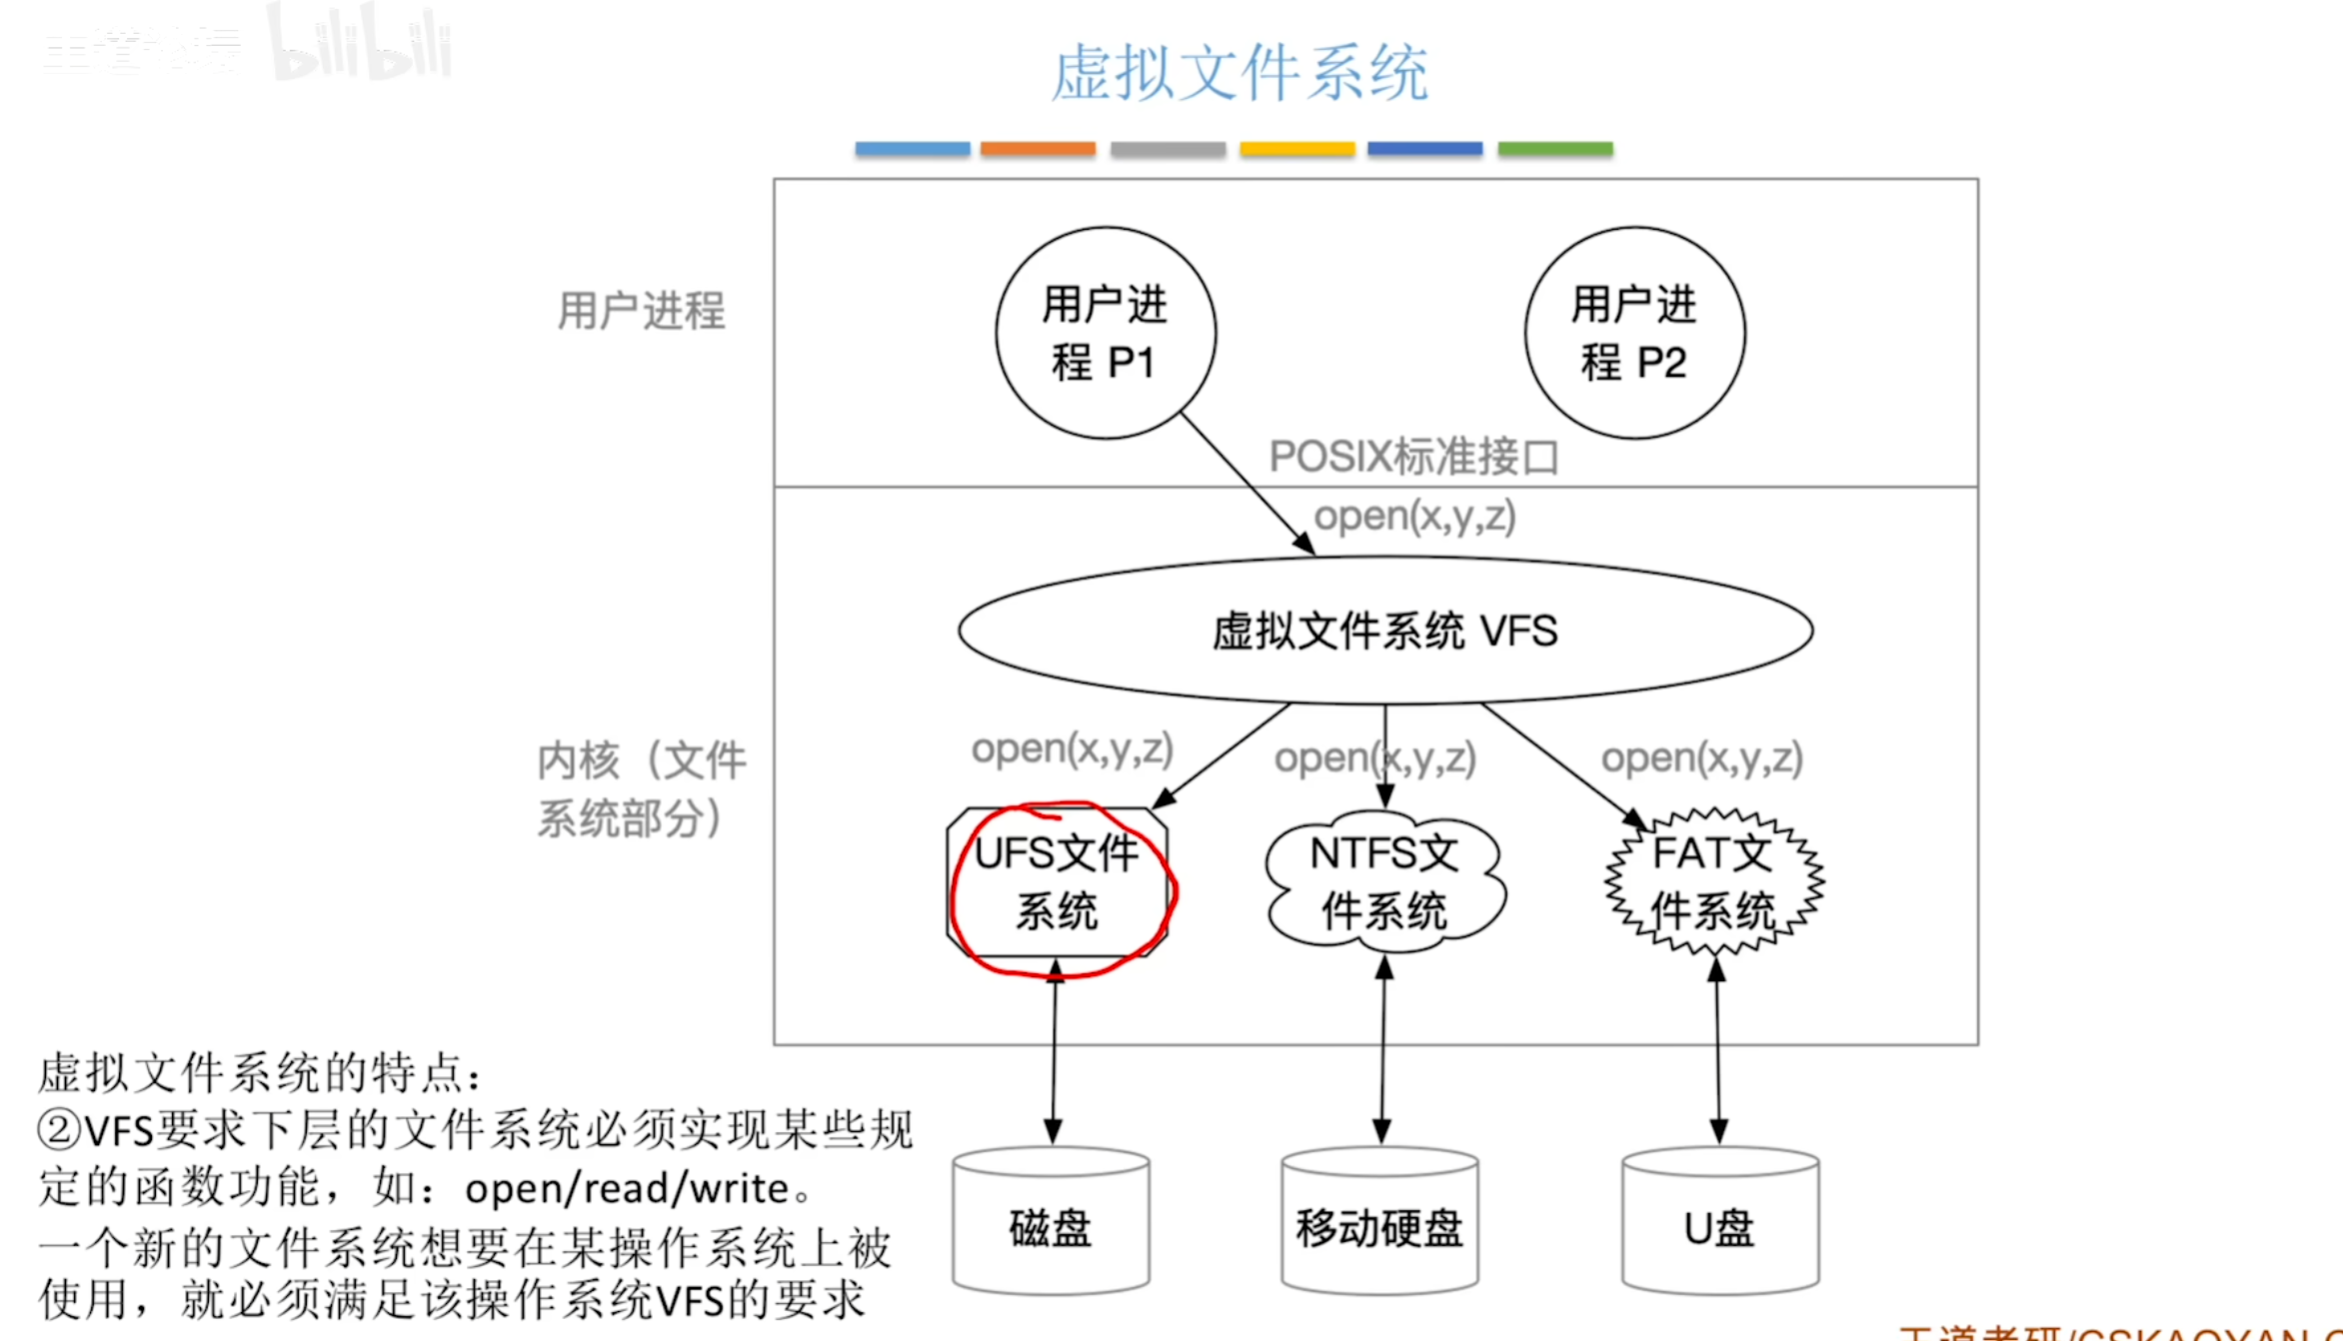 王道论坛 bilibili
虚拟文件系统
用户进程
用户进
程 P1
用户进
程 P2
POSIX标准接口
open(x,y,z)
虚拟文件系统 VFS
内核（文件
系统部分）
open(x,y,z)
open(x,y,z)
open(x,y,z)
UFS文件
系统
NTFS文
件系统
FAT文
件系统
磁盘
移动硬盘
U盘
虚拟文件系统的特点：
②VFS要求下层的文件系统必须实现某些规
定的函数功能，如：open/read/write。
一个新的文件系统想要在某操作系统上被
使用，就必须满足该操作系统VFS的要求
王道考研/CSKAOYAN.C